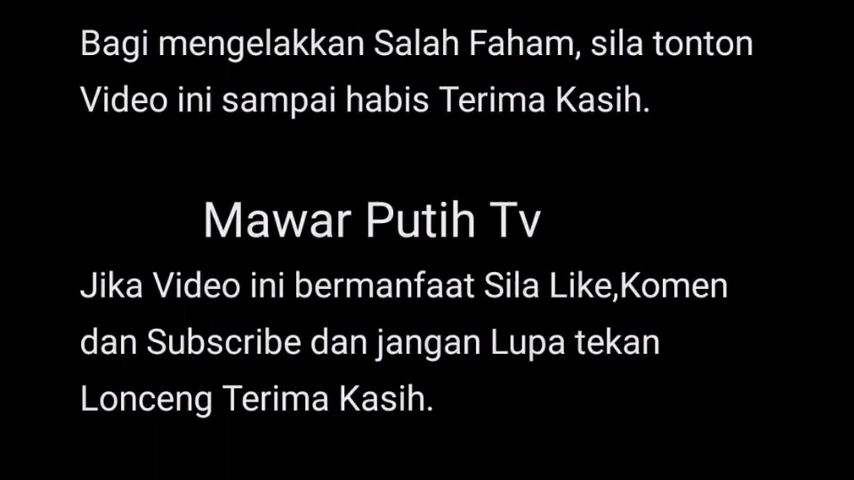 Bagi mengelakkan Salah Faham, sila tonton
Video ini sampai habis Terima Kasih.
Mawar Putih Tv
Jika Video ini bermanfaat Sila Like,Komen
dan Subscribe dan jangan Lupa tekan
Lonceng Terima Kasih.